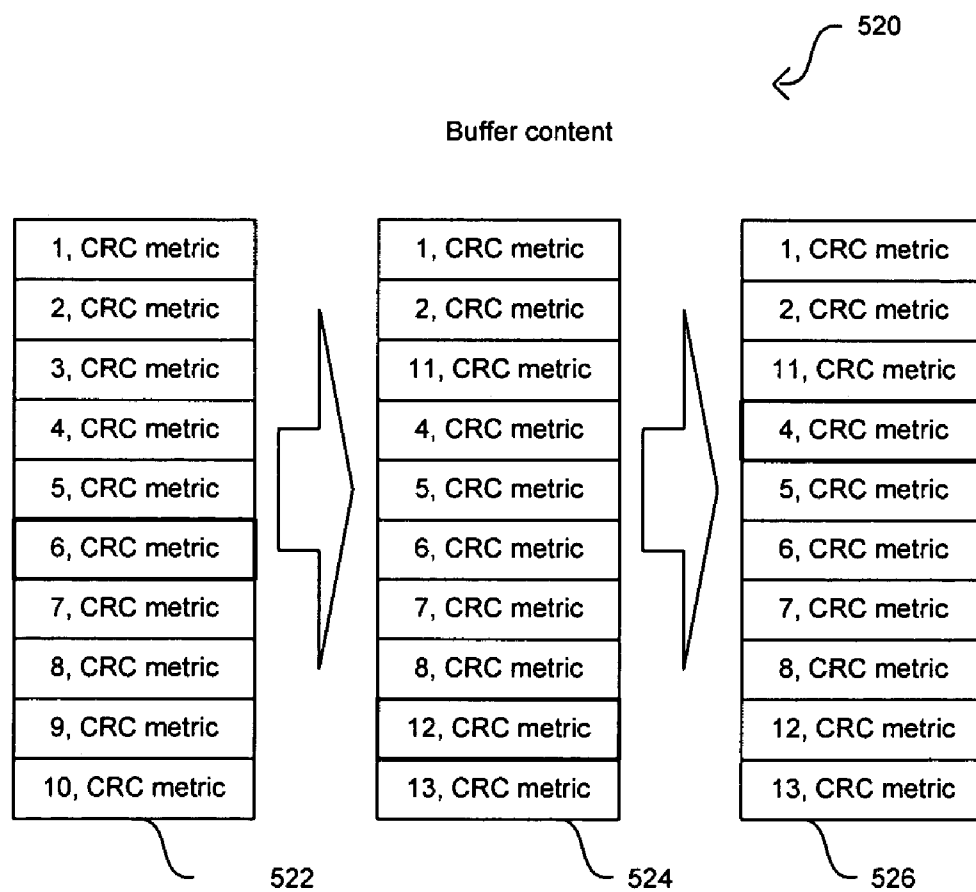 520
Buffer content
1, CRC metric
2, CRC metric
3, CRC metric
4, CRC metric
5, CRC metric
6, CRC metric
7, CRC metric
8, CRC metric
9, CRC metric
10, CRC metric
522
1, CRC metric
2, CRC metric
11, CRC metric
4, CRC metric
5, CRC metric
6, CRC metric
7, CRC metric
8, CRC metric
12, CRC metric
13, CRC metric
524
1, CRC metric
2, CRC metric
11, CRC metric
4, CRC metric
5, CRC metric
6, CRC metric
7, CRC metric
8, CRC metric
12, CRC metric
13, CRC metric
526